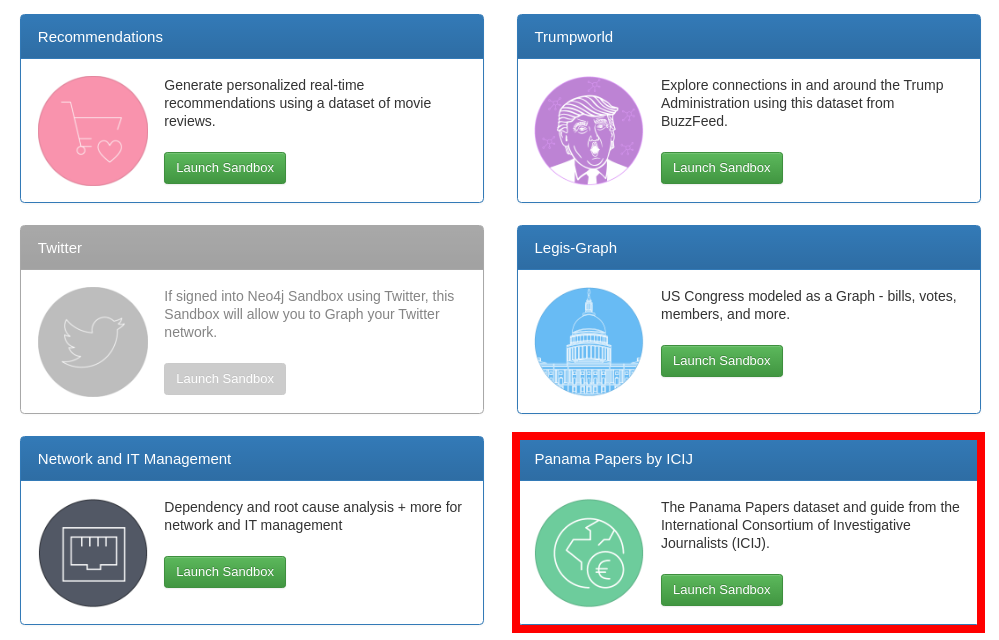 Recommendations
Generate personalized real-time
recommendations using a dataset of movie
reviews.
Launch Sandbox
Trumpworld
Explore connections in and around the Trump
Administration using this dataset from
BuzzFeed.
Launch Sandbox
Twitter
If signed into Neo4j Sandbox using Twitter, this
Sandbox will allow you to Graph your Twitter
network.
Launch Sandbox
Legis-Graph
US Congress modeled as a Graph - bills, votes,
members, and more.
Launch Sandbox
Network and IT Management
Dependency and root cause analysis + more for
network and IT management
Launch Sandbox
Panama Papers by ICIJ
The Panama Papers dataset and guide from the
International Consortium of Investigative
Journalists (ICIJ).
€
Launch Sandbox